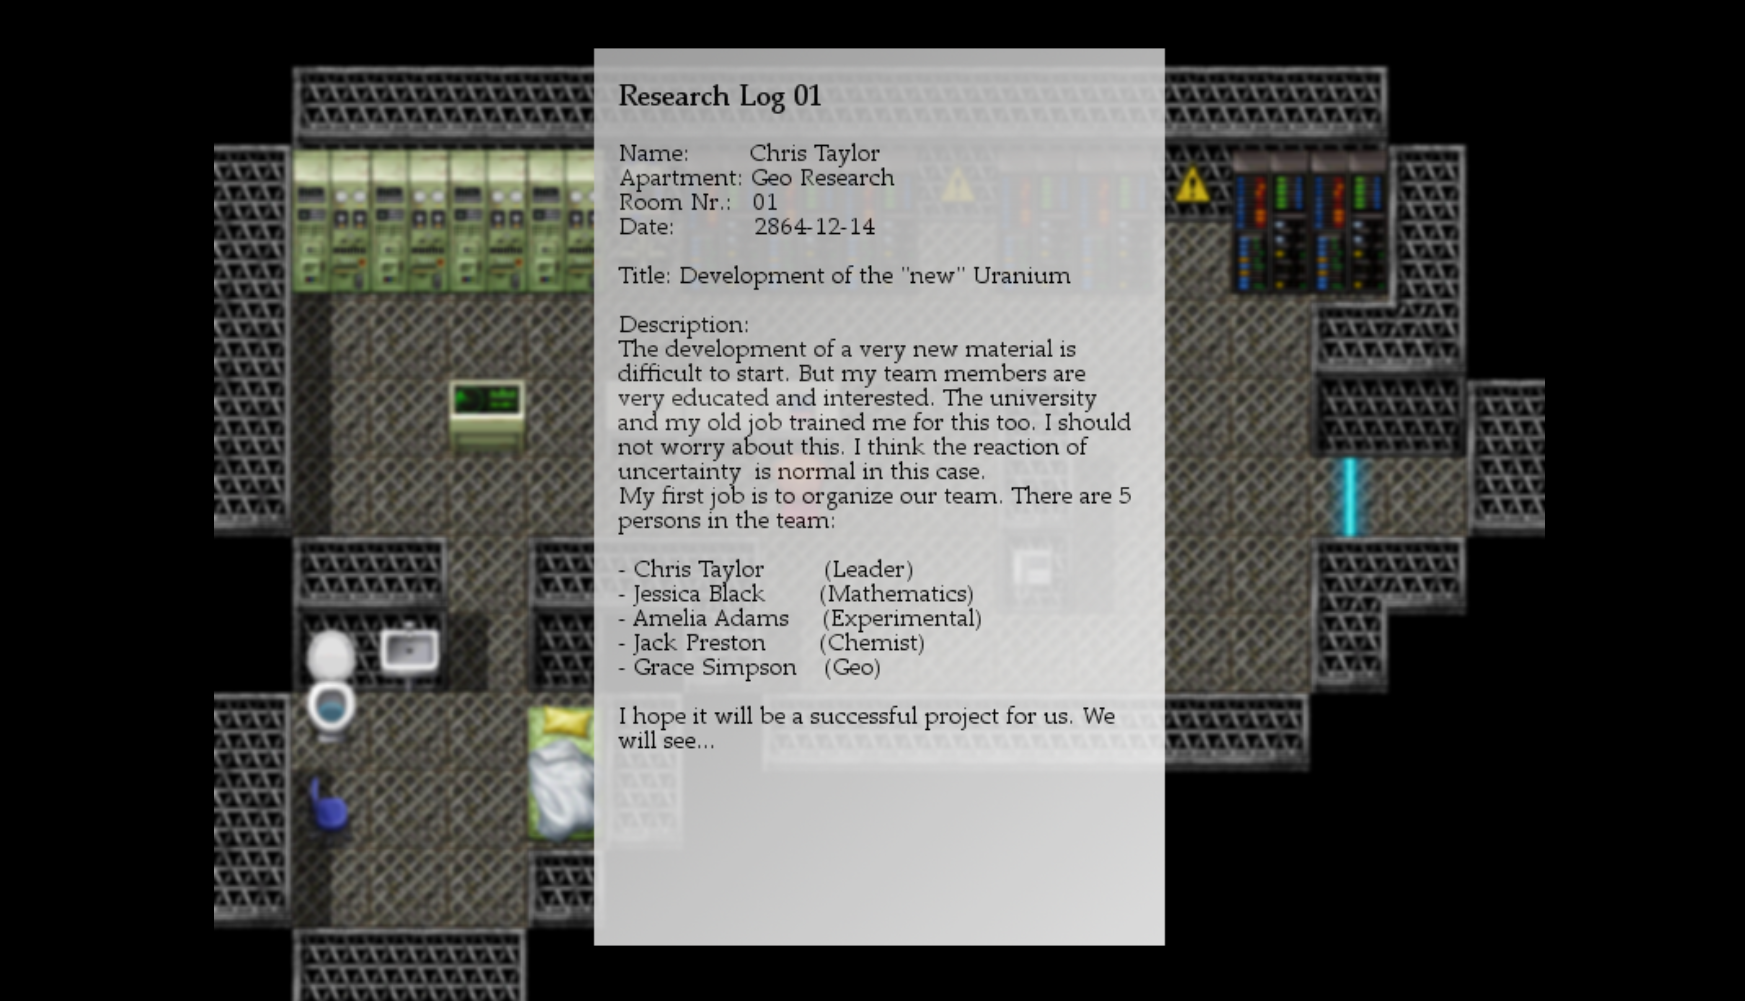 Research Log 01
Name: Chris Taylor
Apartment: Geo Research
Room Nr.: 01
Date: 2864-12-14
Title: Development of the "new" Uranium
Description:
The development of a very new material is
difficult to start. But my team members are
very educated and interested. The university
and my old job trained me for this too. I should
not worry about this. I think the reaction of
uncertainty  is normal in this case.
My first job is to organize our team. There are 5
persons in the team:
- Chris Taylor (Leader)
- Jessica Black (Mathematics)
- Amelia Adams (Experimental)
- Jack Preston (Chemist)
- Grace Simpson (Geo)
I hope it will be a successful project for us. We
will see...